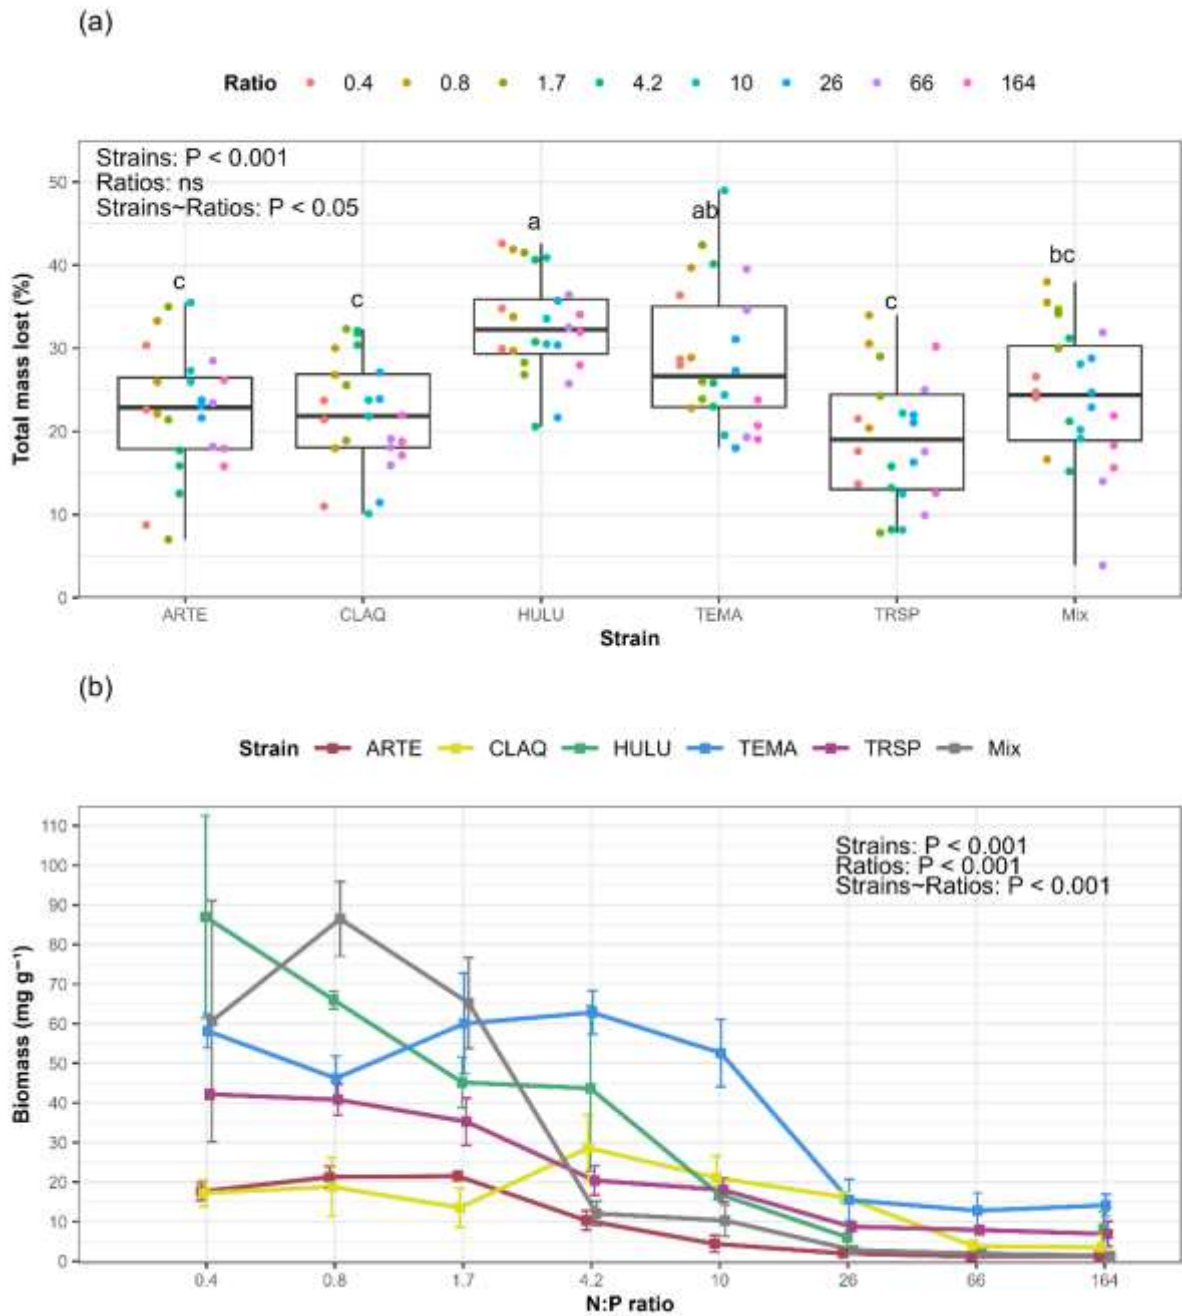 (a)
Ratio 0.4 0.8 1.7 4.2 10 26 66 164
Strains: P < 0.001
Ratios: ns
Strains~Ratios: P < 0.05
Total mass lost (%)
50
40
30
20
10
0
c
c
a
ab
c
bc
ARTE CLAQ HULU TEMA TRSP Mix
Strain
(b)
Strain ARTE CLAQ HULU TEMA TRSP Mix
Strains: P < 0.001
Ratios: P < 0.001
Strains~Ratios: P < 0.001
Biomass (mg g⁻¹)
110
100
90
80
70
60
50
40
30
20
10
0
0.4 0.8 1.7 4.2 10 26 66 164
N:P ratio